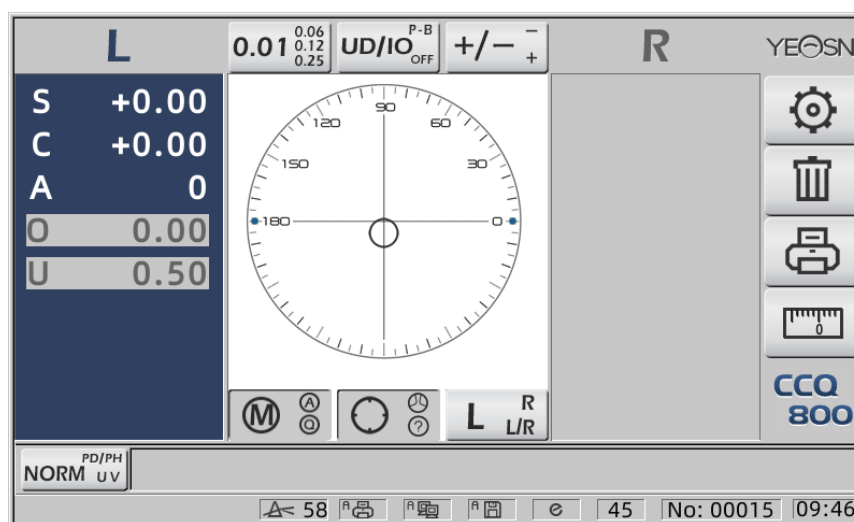 L
0.01 0.06 0.12 0.25
UD/IO P-B OFF
+/− − +
R
YEOSN
S +0.00
C +0.00
A 0
O 0.00
U 0.50
90
120
60
150
30
180
0
0
M A Q
?
L R L/R
CCQ
800
NORM PD/PH UV
58
A
A
A
e
45
No: 00015
09:46